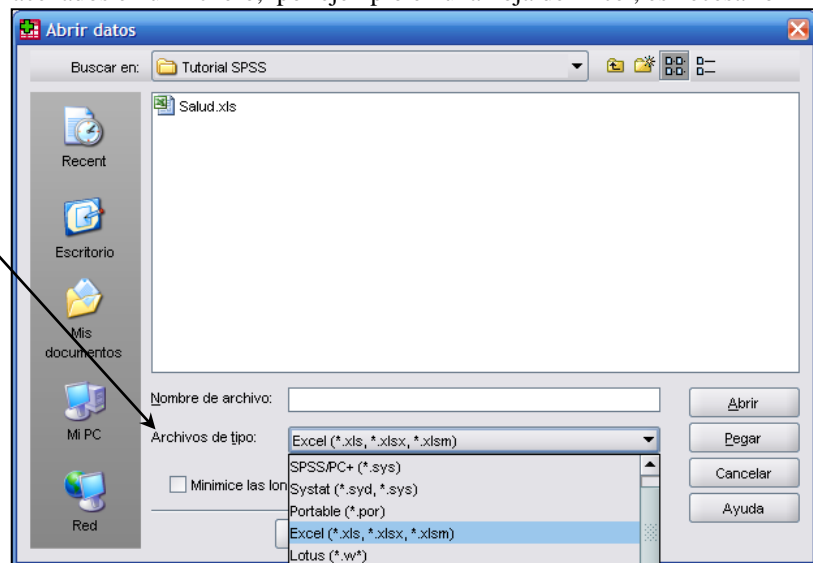 Abrir datos
Buscar en: Tutorial SPSS
Salud.xls
Recent
Escritorio
Mis
documentos
Mi PC
Red
Nombre de archivo:
Abrir
Archivos de tipo: Excel (*.xls, *.xlsx, *.xlsm)
Pegar
SPSS/PC+ (*.sys)
Cancelar
Minimice las lon
Systat (*.syd, *.sys)
Portable (*.por)
Ayuda
Excel (*.xls, *.xlsx, *.xlsm)
Lotus (*.w*)